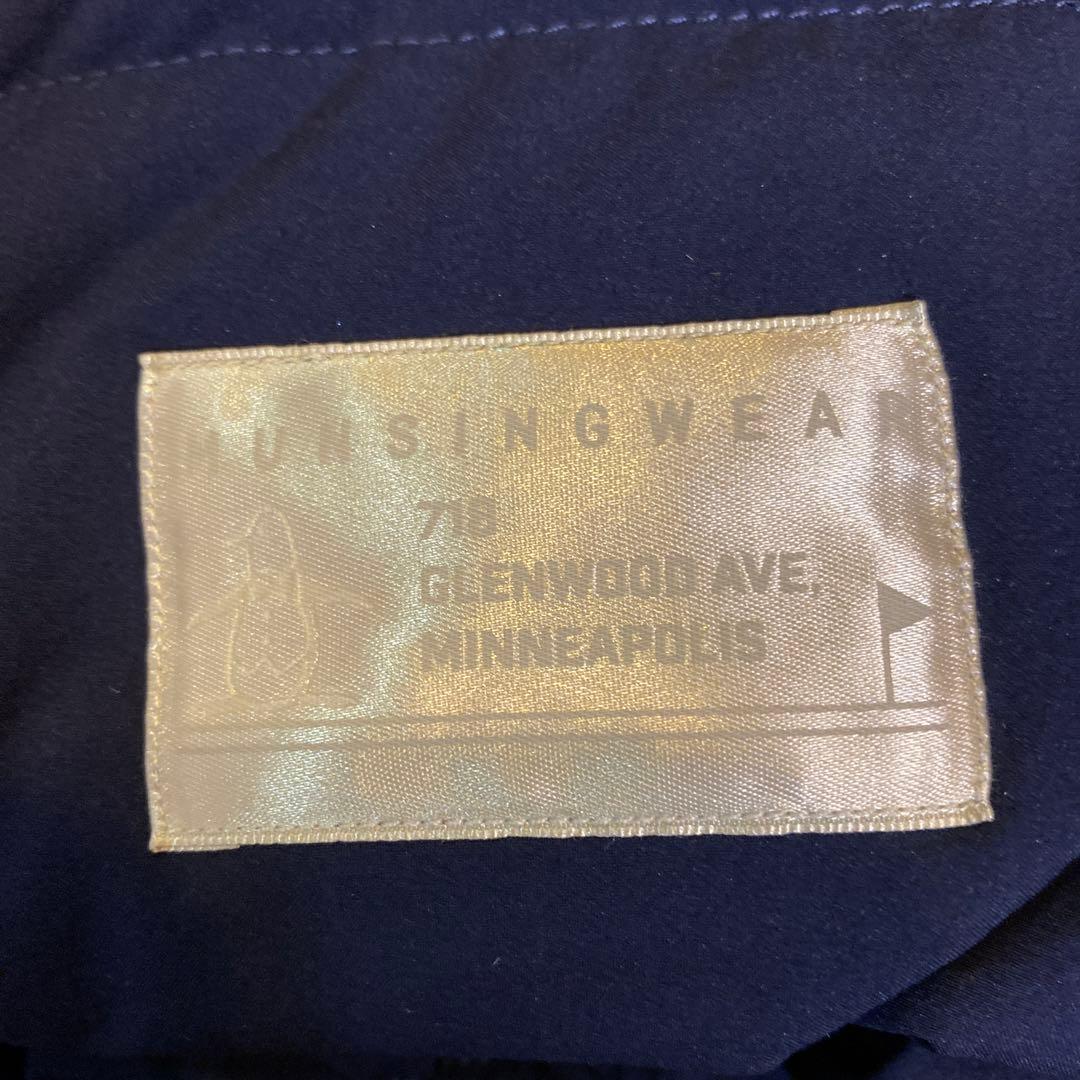 MUNSINGWEAR
718
GLENWOOD AVE.
MINNEAPOLIS